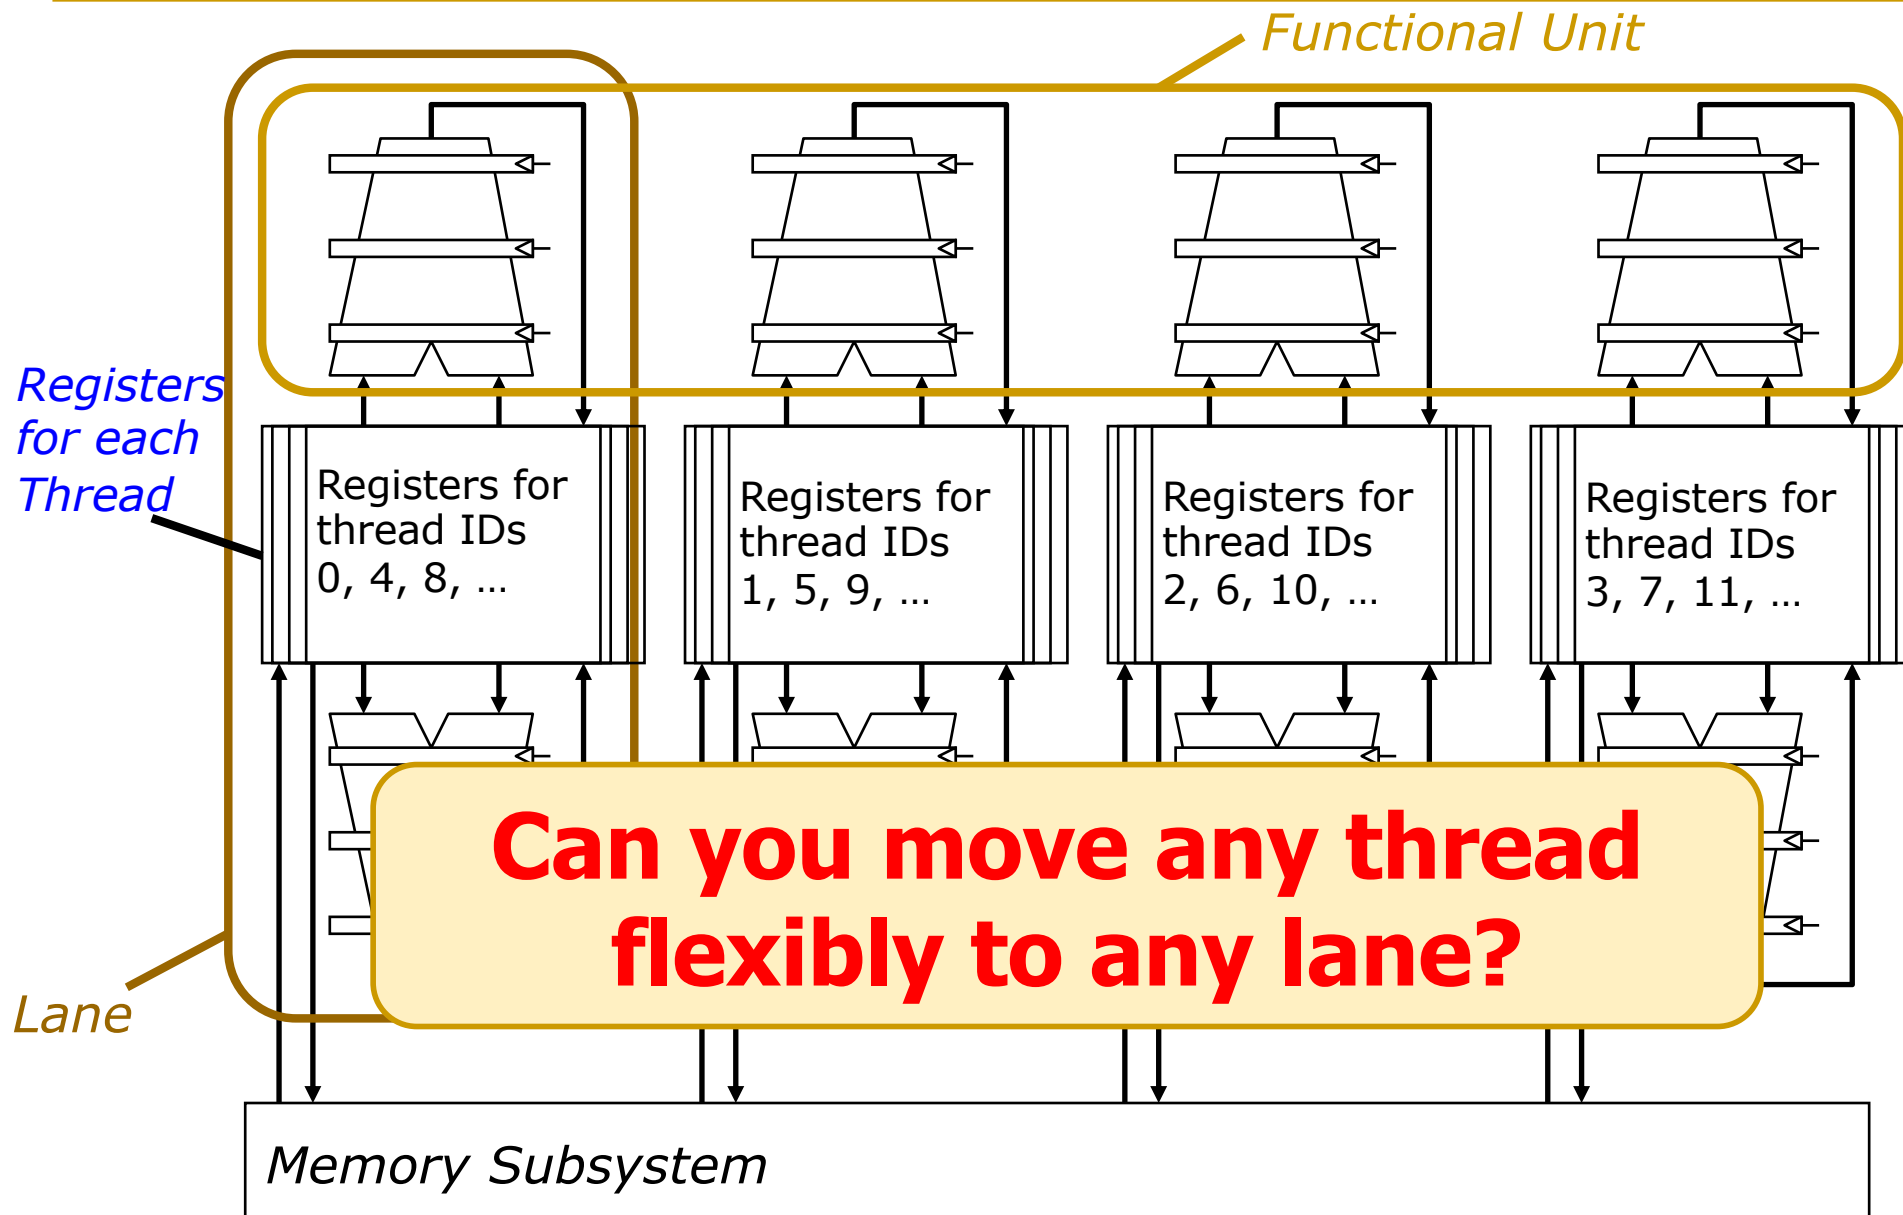 Functional Unit
Registers
for each
Thread
Registers for
thread IDs
0, 4, 8, …
Registers for
thread IDs
1, 5, 9, …
Registers for
thread IDs
2, 6, 10, …
Registers for
thread IDs
3, 7, 11, …
Can you move any thread
flexibly to any lane?
Lane
Memory Subsystem